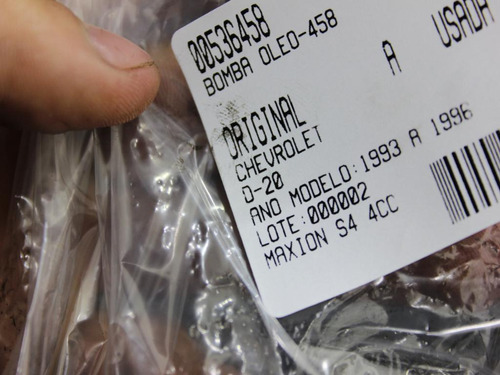 00536458
BOMBA OLEO-458
A
USADA
ORIGINAL
CHEVROLET
D-20
ANO MODELO:1993 A 1996
LOTE:000002
MAXION S4 4CC